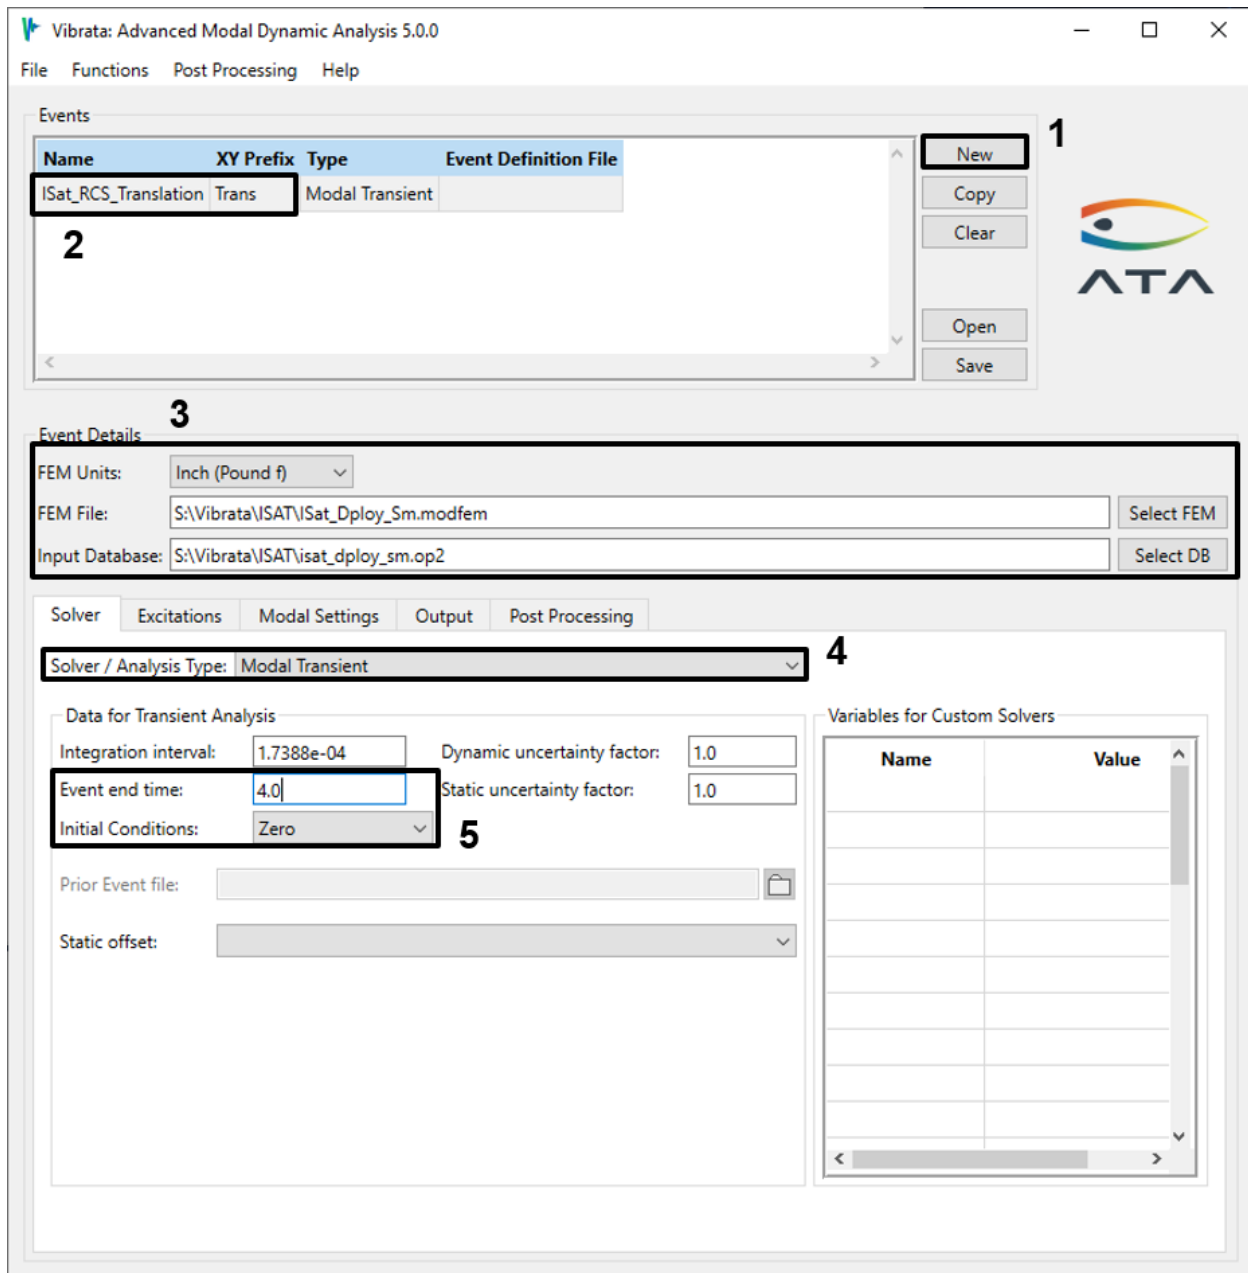 Vibrata: Advanced Modal Dynamic Analysis 5.0.0
File Functions Post Processing Help
Events
1
Name XY Prefix Type Event Definition File
New
ISat_RCS_Translation Trans Modal Transient
Copy
2
Clear
ATA
Open
Save
3
Event Details
FEM Units: Inch (Pound f)
FEM File: S:\Vibrata\ISAT\ISat_Dploy_Sm.modfem Select FEM
Input Database: S:\Vibrata\ISAT\isat_dploy_sm.op2 Select DB
Solver Excitations Modal Settings Output Post Processing
Solver / Analysis Type: Modal Transient
4
Data for Transient Analysis Variables for Custom Solvers
Integration interval: 1.7388e-04 Dynamic uncertainty factor: 1.0 Name Value
Event end time: 4.0 Static uncertainty factor: 1.0
Initial Conditions: Zero
5
Prior Event file:
Static offset: